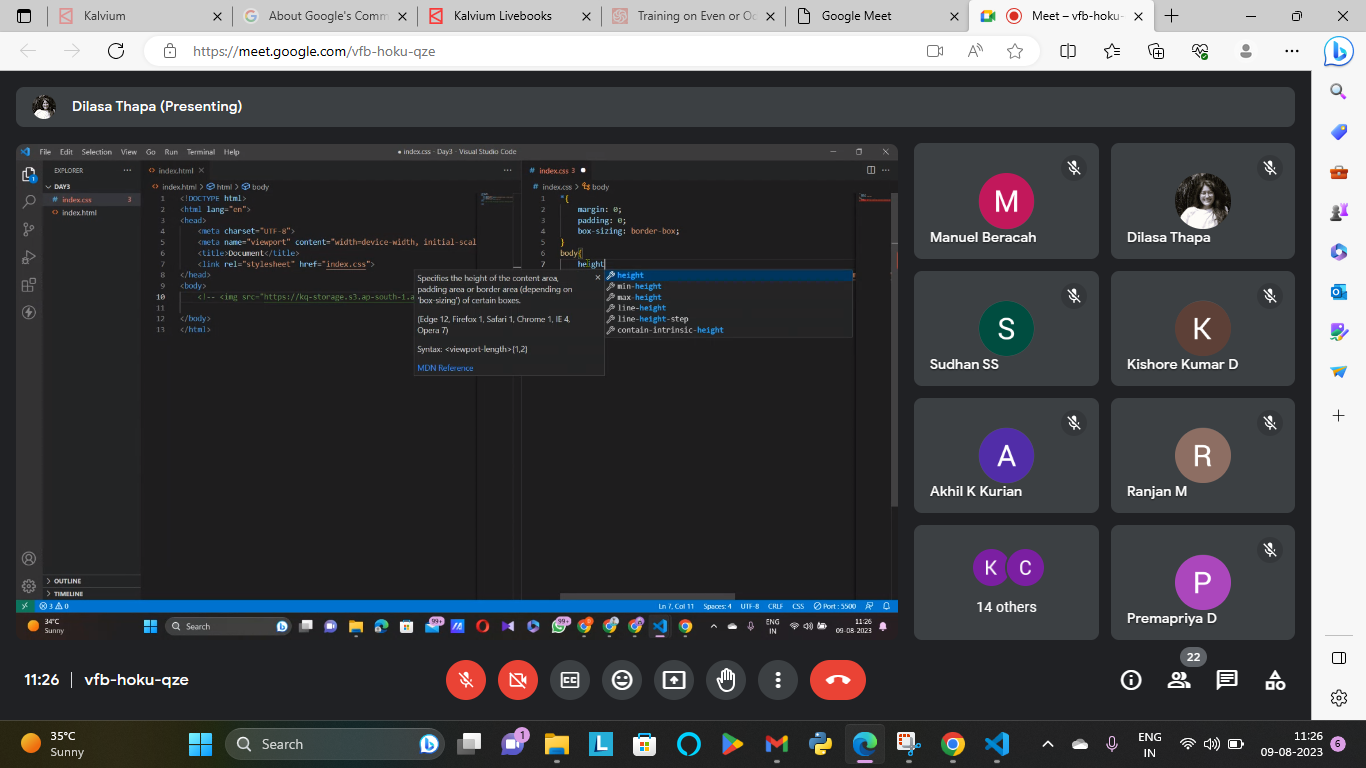 Kalvium
About Google's Comm
Kalvium Livebooks
Training on Even or Oc
Google Meet
Meet – vfb-hoku-
https://meet.google.com/vfb-hoku-qze
Dilasa Thapa (Presenting)
File Edit Selection View Go Run Terminal Help
● index.css - Day3 - Visual Studio Code
EXPLORER
DAY3
# index.css 3
<> index.html
OUTLINE
TIMELINE
<> index.html
<> index.html > html > body
1 <!DOCTYPE html>
2 <html lang="en">
3 <head>
4 <meta charset="UTF-8">
5 <meta name="viewport" content="width=device-width, initial-scal
6 <title>Document</title>
7 <link rel="stylesheet" href="index.css">
8 </head>
9 <body>
10 <!-- <img src="https://kq-storage.s3.ap-south-1.a
11
12 </body>
13 </html>
# index.css 3 ●
# index.css > body
1 *{
2 margin: 0;
3 padding: 0;
4 box-sizing: border-box;
5 }
6 body{
7 height
Specifies the height of the content area,
padding area or border area (depending on
'box-sizing') of certain boxes.
(Edge 12, Firefox 1, Safari 1, Chrome 1, IE 4,
Opera 7)
Syntax: <viewport-length>{1,2}
MDN Reference
height
min-height
max-height
line-height
line-height-step
contain-intrinsic-height
3 0
Ln 7, Col 11 Spaces: 4 UTF-8 CRLF CSS Port : 5500
34°C
Sunny
Search
99+
99+
ENG
IN
11:26
09-08-2023
M
Manuel Beracah
Dilasa Thapa
S
Sudhan SS
K
Kishore Kumar D
A
Akhil K Kurian
R
Ranjan M
K C
14 others
P
Premapriya D
11:26 | vfb-hoku-qze
22
35°C
Sunny
Search
1
L
ENG
IN
11:26
09-08-2023
6